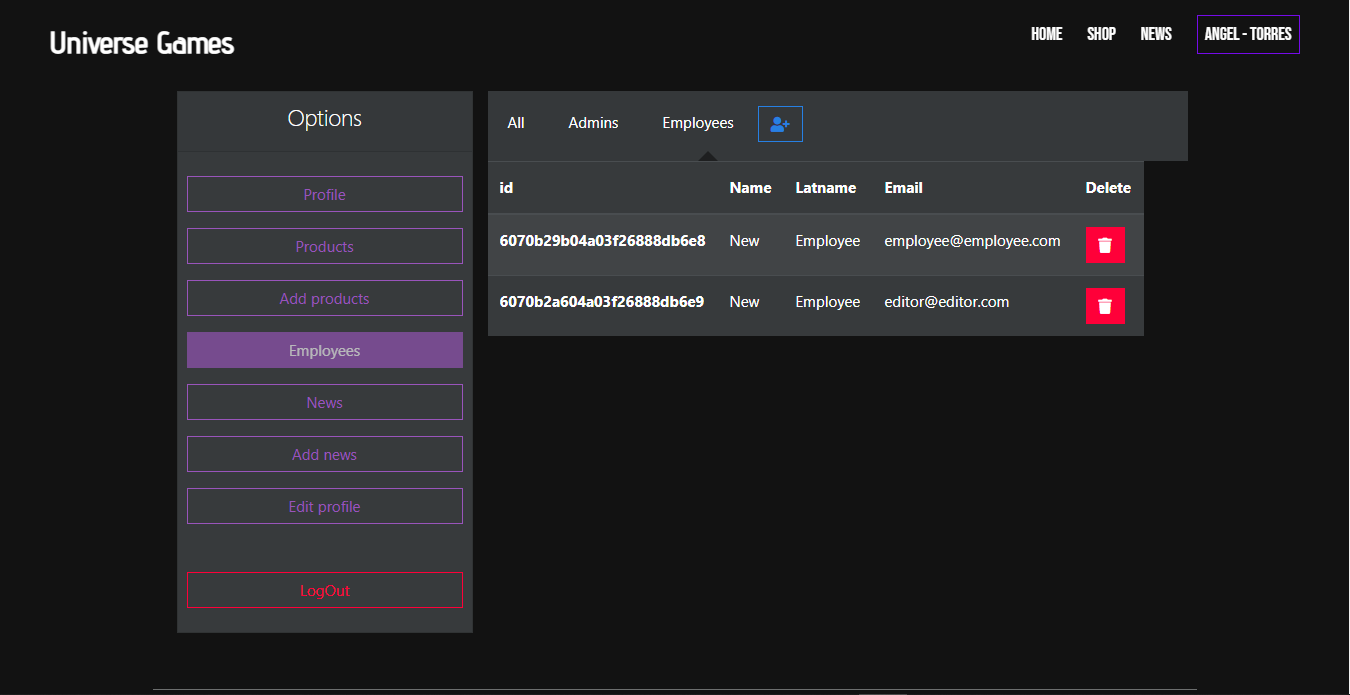 Universe Games
HOME SHOP NEWS ANGEL - TORRES
Options
Profile
Products
Add products
Employees
News
Add news
Edit profile
LogOut
All Admins Employees
id Name Latname Email Delete
6070b29b04a03f26888db6e8 New Employee employee@employee.com
6070b2a604a03f26888db6e9 New Employee editor@editor.com